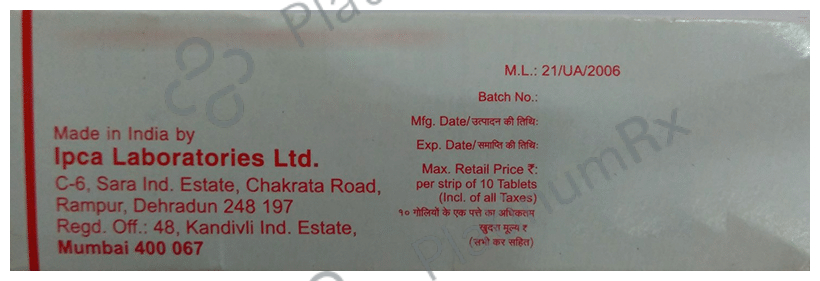 Made in India by
Ipca Laboratories Ltd.
C-6, Sara Ind. Estate, Chakrata Road,
Rampur, Dehradun 248 197
Regd. Off.: 48, Kandivli Ind. Estate,
Mumbai 400 067
M.L.: 21/UA/2006
Batch No.:
Mfg. Date/उत्पादन की तिथि:
Exp. Date/समाप्ति की तिथि:
Max. Retail Price ₹:
per strip of 10 Tablets
(Incl. of all Taxes)
१० गोलियों के एक पत्ते का अधिकतम
खुदरा मूल्य ₹
(सभी कर सहित)
PlatinumRx